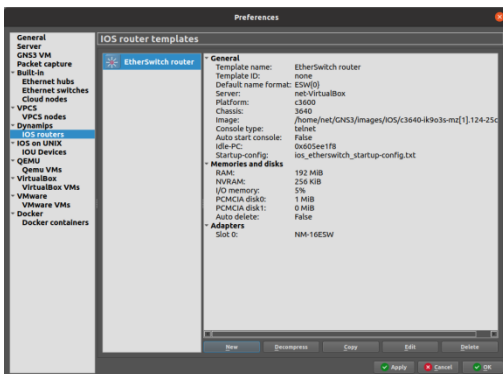 Preferences
General
Server
GNS3 VM
Packet capture
Built-in
Ethernet hubs
Ethernet switches
Cloud nodes
VPCS
VPCS nodes
Dynamips
IOS routers
IOS on UNIX
IOU Devices
QEMU
Qemu VMs
VirtualBox
VirtualBox VMs
VMware
VMware VMs
Docker
Docker containers
IOS router templates
EtherSwitch router
General
Template name: EtherSwitch router
Template ID: none
Default name format: ESW{0}
Server: net-VirtualBox
Platform: c3600
Chassis: 3640
Image: /home/net/GNS3/images/IOS/c3640-ik9o3s-mz[1].124-25c
Console type: telnet
Auto start console: False
Idle-PC: 0x605ee1f8
Startup-config: ios_etherswitch_startup-config.txt
Memories and disks
RAM: 192 MiB
NVRAM: 256 KiB
I/O memory: 5%
PCMCIA disk0: 1 MiB
PCMCIA disk1: 0 MiB
Auto delete: False
Adapters
Slot 0: NM-16ESW
New Decompress Copy Edit Delete
Apply Cancel OK